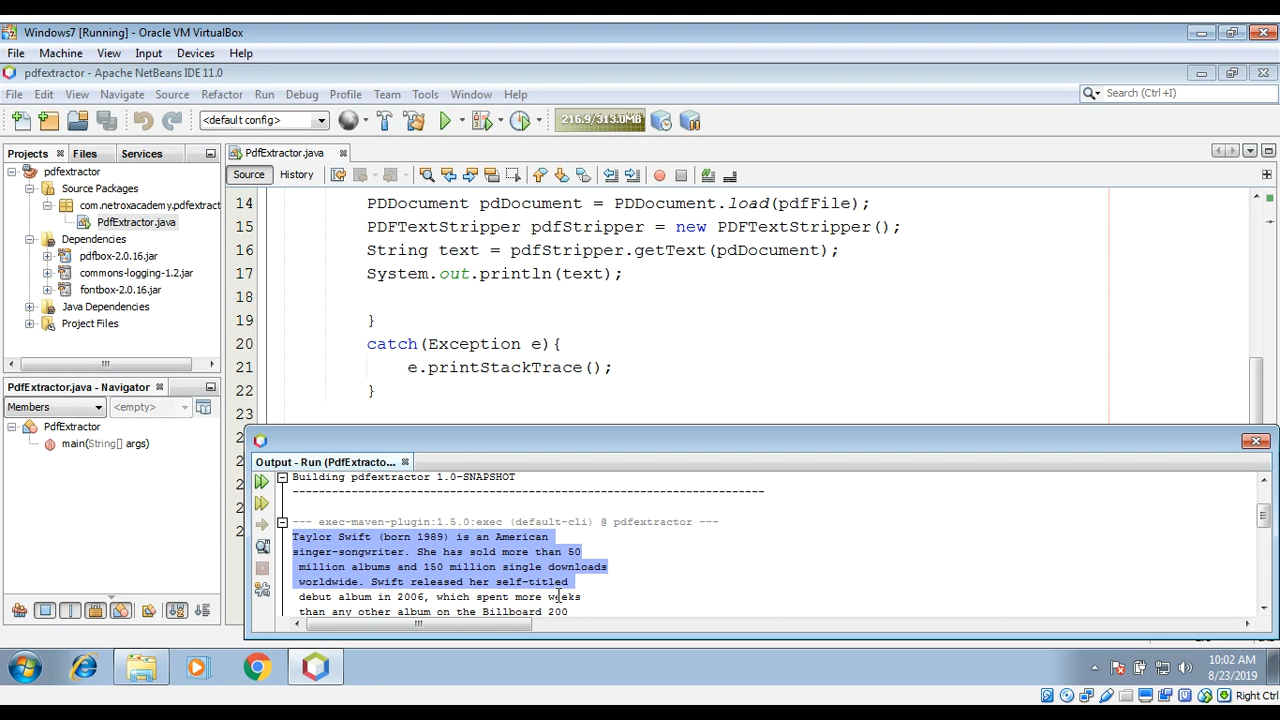 Windows7 [Running] - Oracle VM VirtualBox
File Machine View Input Devices Help
pdfextractor - Apache NetBeans IDE 11.0
File Edit View Navigate Source Refactor Run Debug Profile Team Tools Window Help
Search (Ctrl+I)
<default config>
216.9/313.0MB
Projects Files Services
pdfextractor
Source Packages
com.netroxacademy.pdfextract
PdfExtractor.java
Dependencies
pdfbox-2.0.16.jar
commons-logging-1.2.jar
fontbox-2.0.16.jar
Java Dependencies
Project Files
PdfExtractor.java - Navigator
Members
<empty>
PdfExtractor
main(String[] args)
PdfExtractor.java
Source History
14 PDDocument pdDocument = PDDocument.load(pdfFile);
15 PDFTextStripper pdfStripper = new PDFTextStripper();
16 String text = pdfStripper.getText(pdDocument);
17 System.out.println(text);
18
19 }
20 catch(Exception e){
21 e.printStackTrace();
22 }
23
Output - Run (PdfExtracto...
Building pdfextractor 1.0-SNAPSHOT
------------------------------------------------------------------------
--- exec-maven-plugin:1.5.0:exec (default-cli) @ pdfextractor ---
Taylor Swift (born 1989) is an American
singer-songwriter. She has sold more than 50
million albums and 150 million single downloads
worldwide. Swift released her self-titled
debut album in 2006, which spent more weeks
than any other album on the Billboard 200
10:02 AM
8/23/2019
Right Ctrl